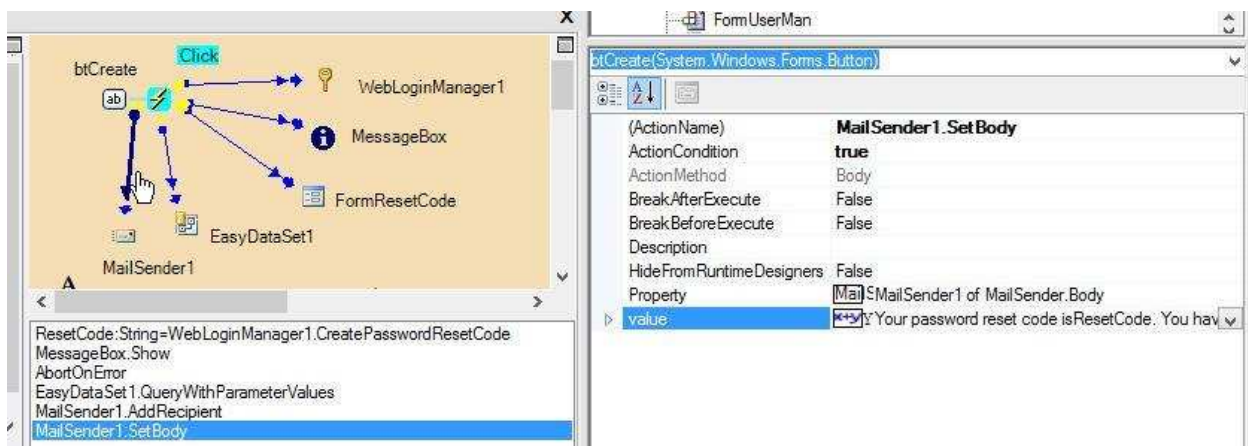 X
FormUserMan
btCreate
Click
ab
WebLoginManager1
MessageBox
FormResetCode
EasyDataSet1
MailSender1
A
ResetCode:String=WebLoginManager1.CreatePasswordResetCode
MessageBox.Show
AbortOnError
EasyDataSet1.QueryWithParameterValues
MailSender1.AddRecipient
MailSender1.SetBody
btCreate(System.Windows.Forms.Button)
(ActionName) MailSender1.SetBody
ActionCondition true
ActionMethod Body
BreakAfterExecute False
BreakBeforeExecute False
Description
HideFromRuntimeDesigners False
Property MailSender1 of MailSender.Body
value x+y Your password reset code isResetCode. You hav